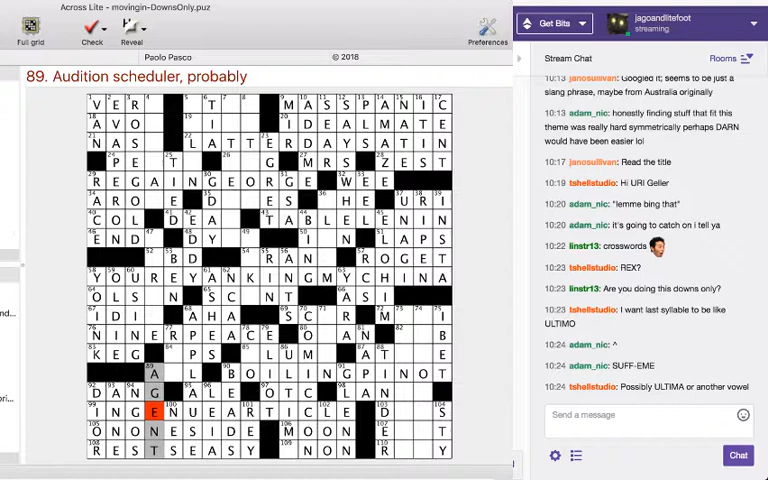 Across Lite - movingin-DownsOnly.puz
Full grid
Check
Reveal
Preferences
Paolo Pasco
© 2018
89. Audition scheduler, probably
V E R T M A S S P A N I C
A V O I I D E A L M A T E
N A S L A T T E R D A Y S A T I N
P E T G M R S Z E S T
R E G A I N G E O R G E W E E
A R O E D E S H E U R I
C O L D E A T A B L E L E N I N
E N D D Y I N L A P S
B D R A N R O G E T
Y O U R E Y A N K I N G M Y C H I N A
O L S N S C N T A S I
I D I A H A S C M I
N I N E R P E A C E O A N B
K E G P S L U M A T E
A L B O I L I N G P I N O T
D A N G A L E O T C L A N
I N G E N U E A R T I C L E D S
O N O N E S I D E M O O N E T
R E S T S E A S Y N O N R Y
Get Bits
jagoandlitefoot
streaming
Stream Chat
Rooms
10:13 janosullivan: Googled it; seems to be just a
slang phrase, maybe from Australia originally
10:13 adam_nic: honestly finding stuff that fit this
theme was really hard symmetrically perhaps DARN
would have been easier lol
10:17 janosullivan: Read the title
10:19 tshellstudio: Hi URI Geller
10:20 adam_nic: "lemme bing that"
10:20 adam_nic: it's going to catch on i tell ya
10:22 linstr13: crosswords
10:23 tshellstudio: REX?
10:23 linstr13: Are you doing this downs only?
10:23 tshellstudio: I want last syllable to be like
ULTIMO
10:24 adam_nic: ^
10:24 adam_nic: SUFF-EME
10:27 tshellstudio: Possibly ULTIMA or another vowel
Send a message
Chat